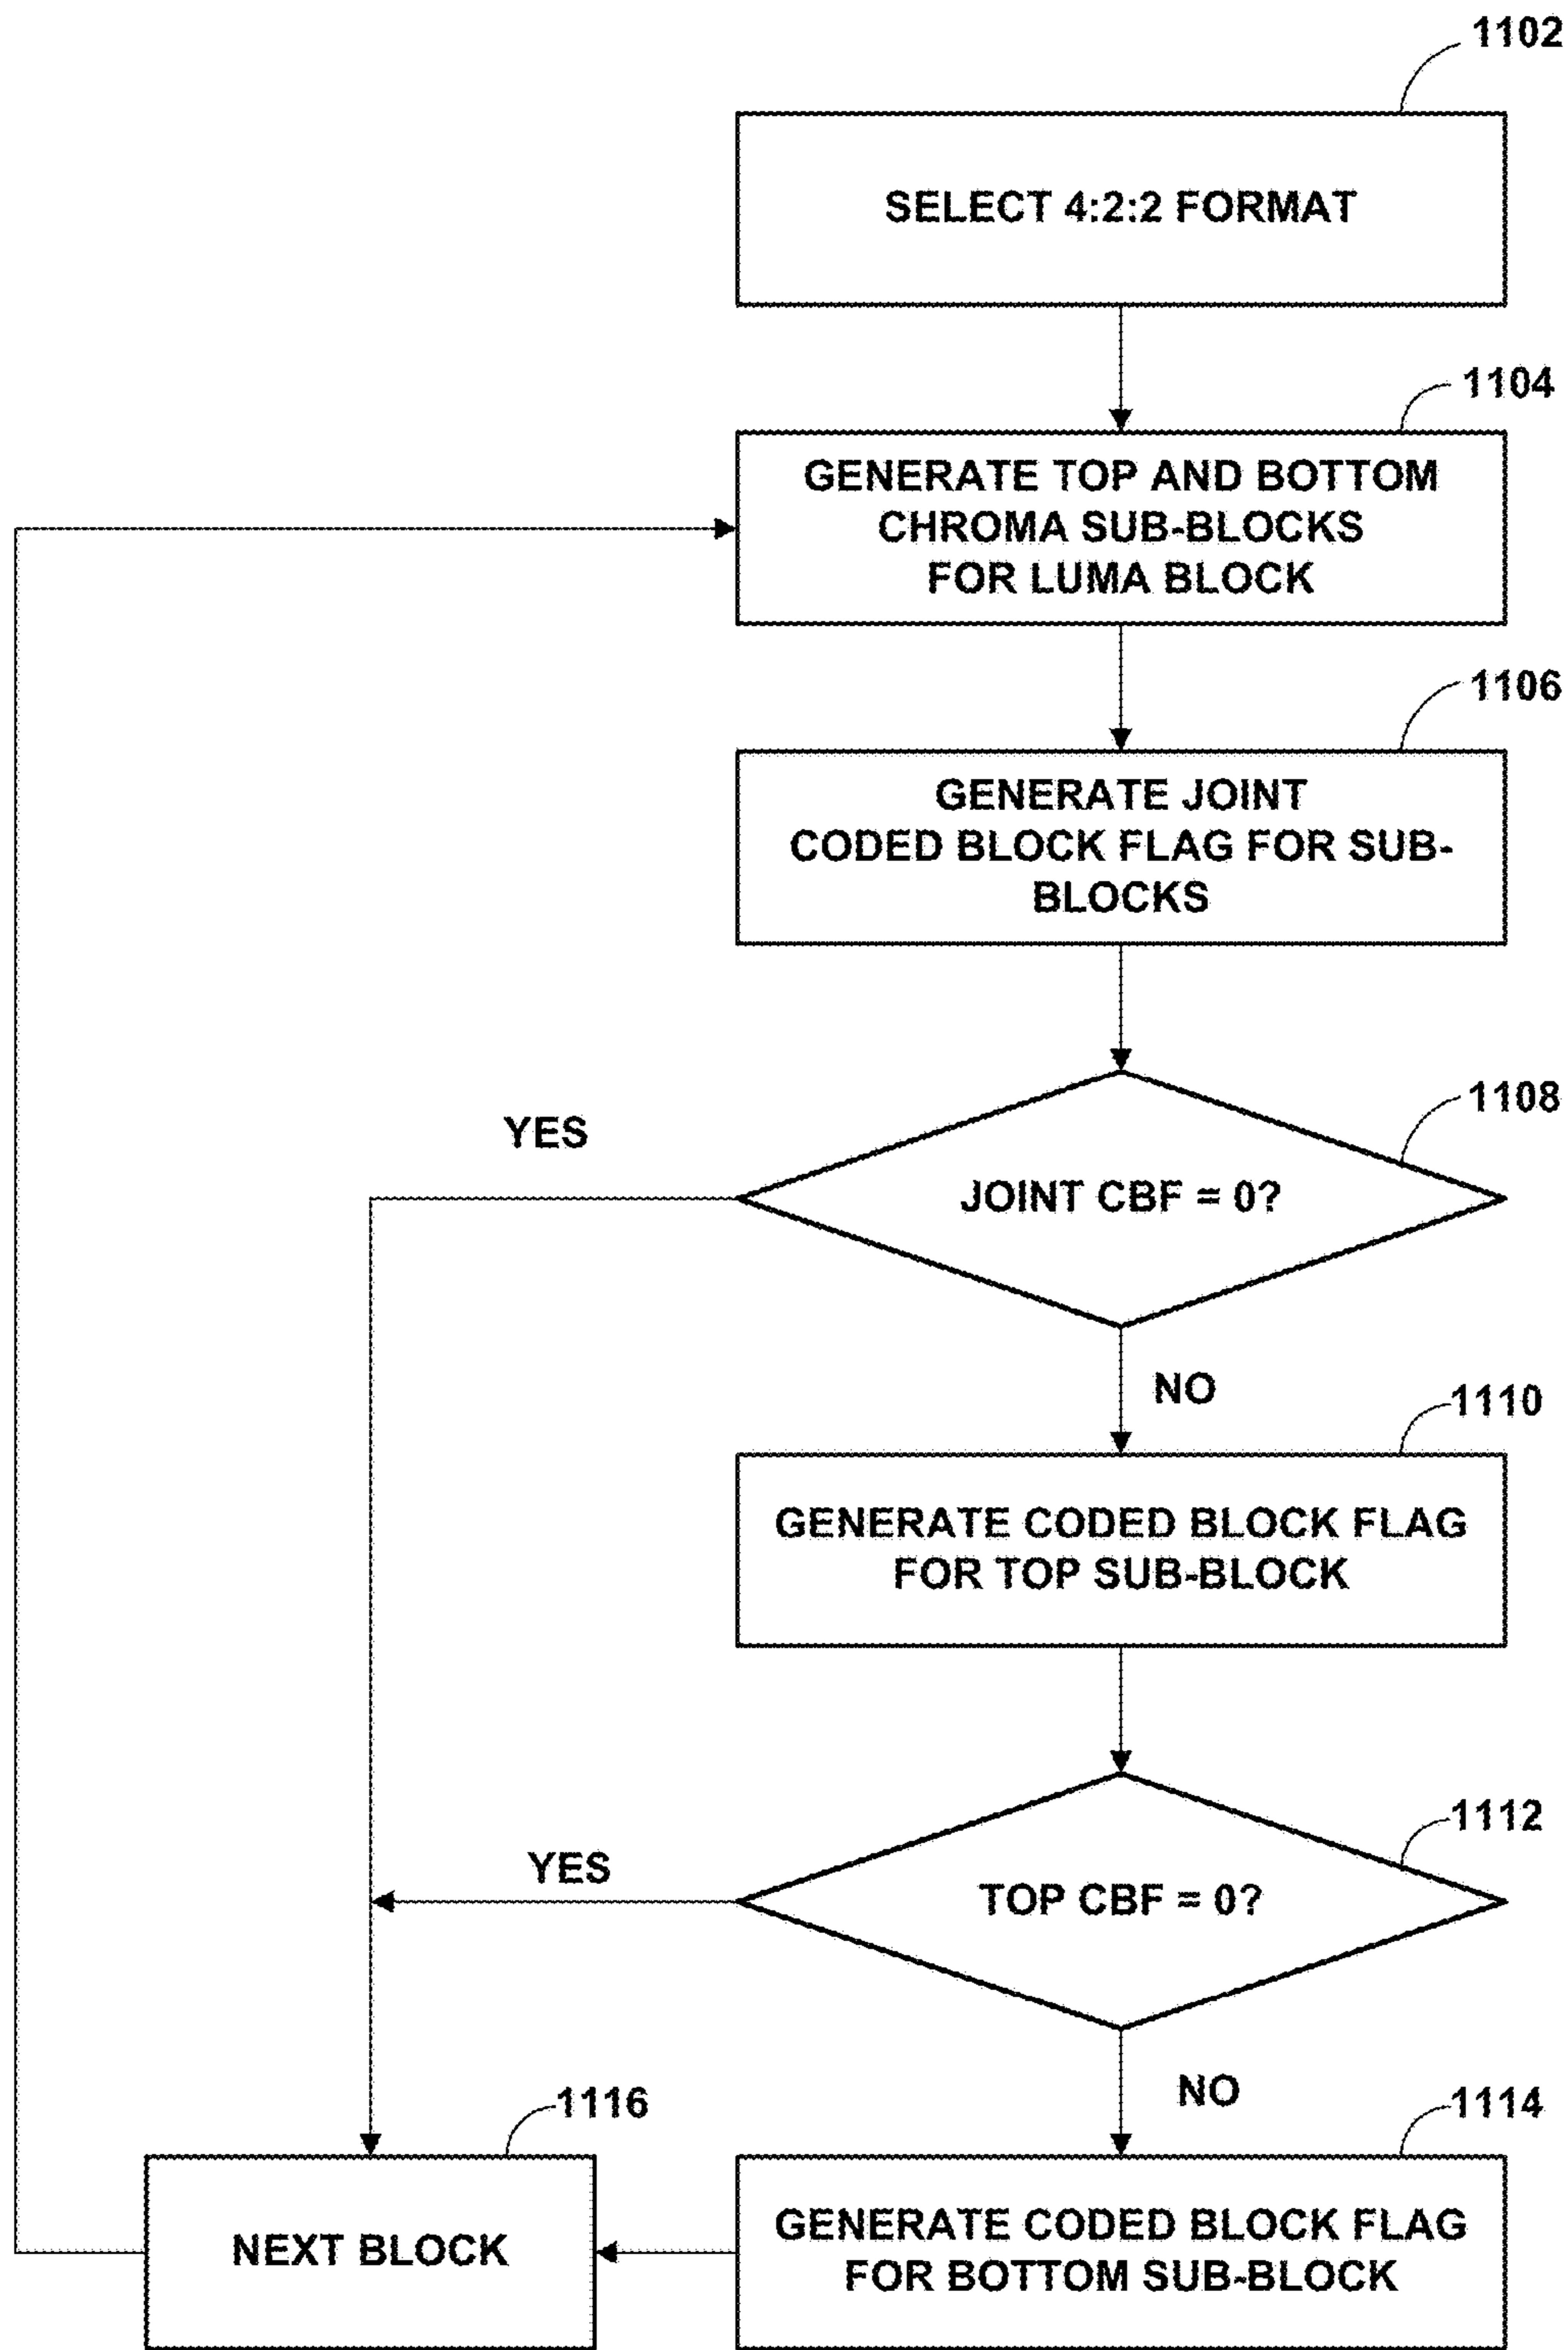 1102
SELECT 4:2:2 FORMAT
1104
GENERATE TOP AND BOTTOM
CHROMA SUB-BLOCKS
FOR LUMA BLOCK
1106
GENERATE JOINT
CODED BLOCK FLAG FOR SUB-
BLOCKS
1108
YES
JOINT CBF = 0?
NO
1110
GENERATE CODED BLOCK FLAG
FOR TOP SUB-BLOCK
1112
YES
TOP CBF = 0?
NO
1116
1114
NEXT BLOCK
GENERATE CODED BLOCK FLAG
FOR BOTTOM SUB-BLOCK